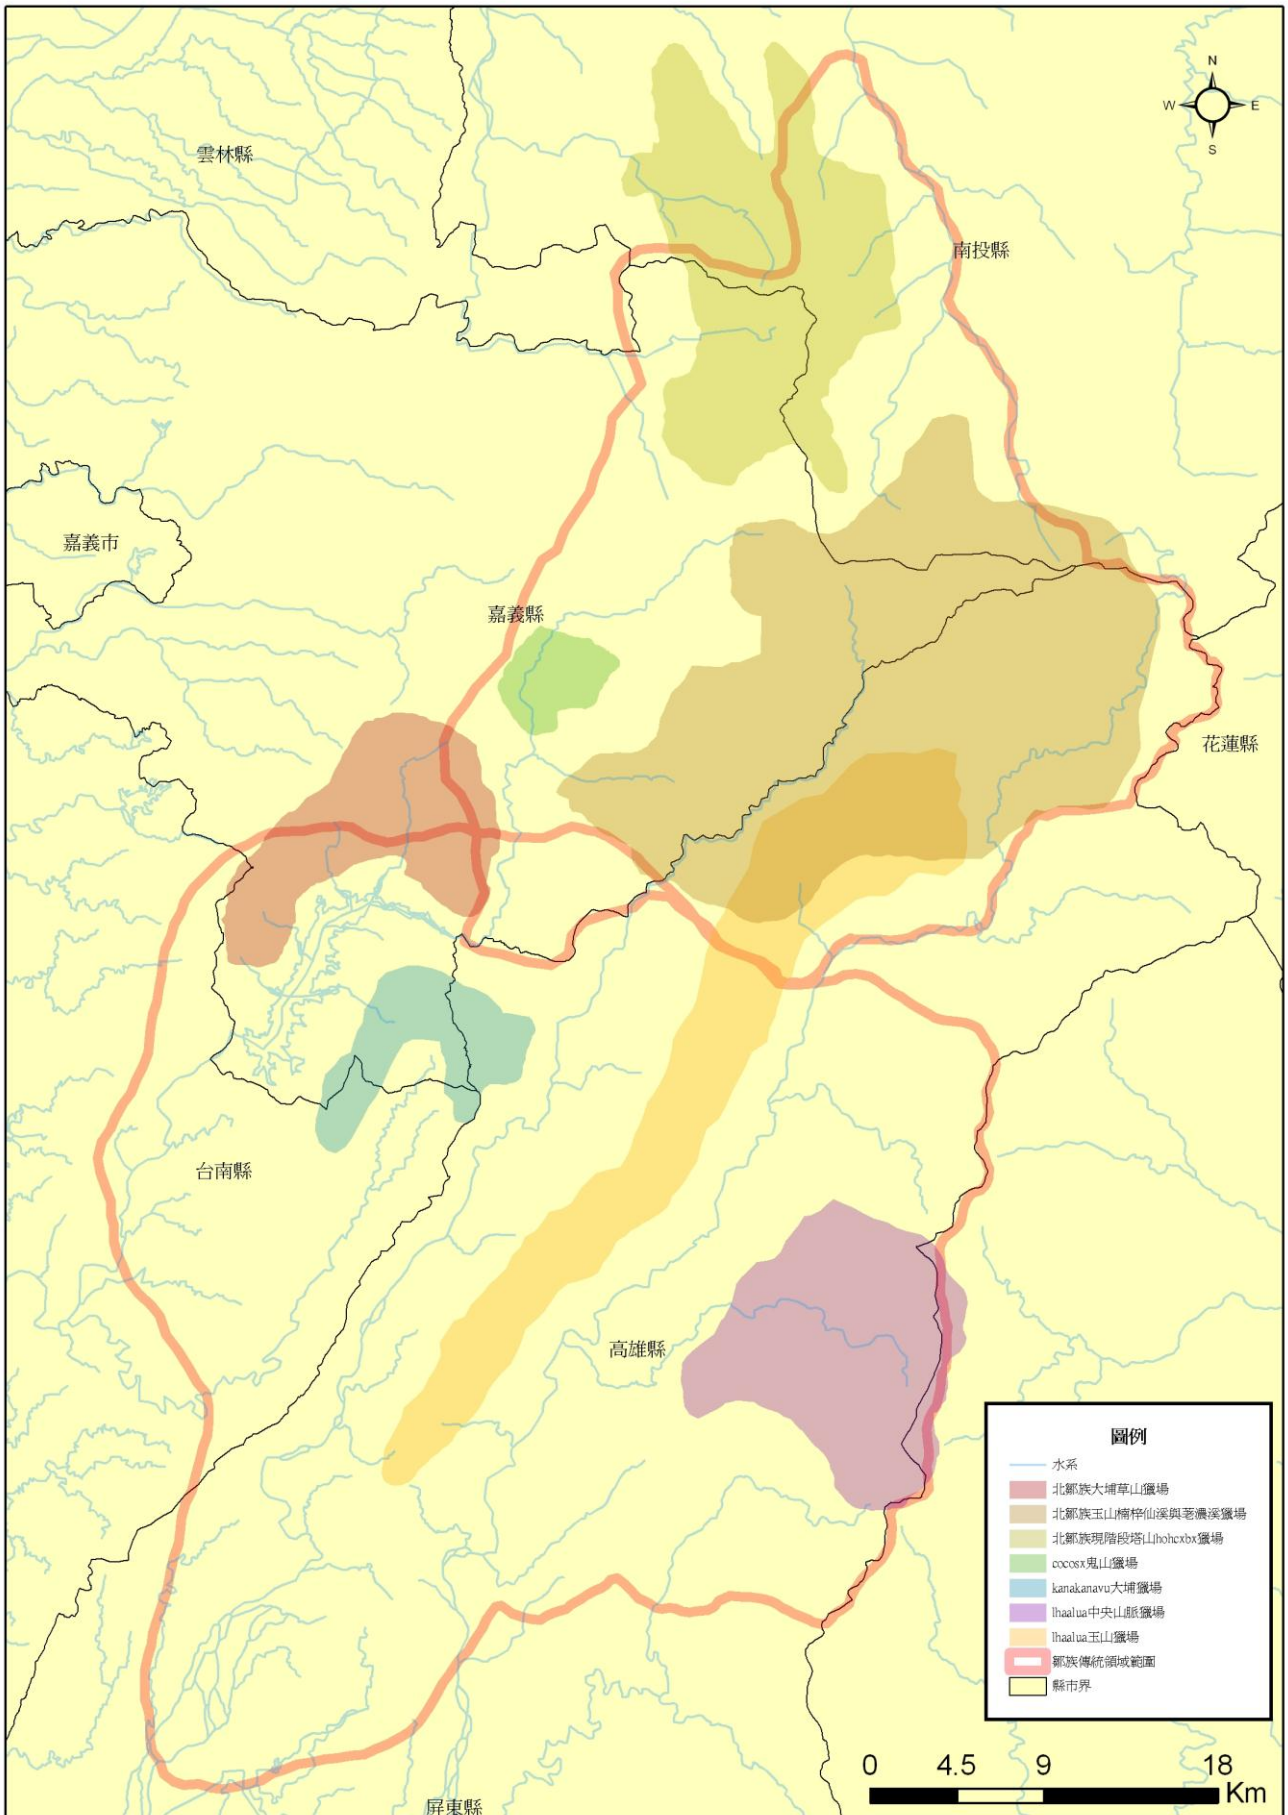 N
W E
S
雲林縣
南投縣
嘉義市
嘉義縣
花蓮縣
台南縣
高雄縣
屏東縣
圖例
水系
北鄒族大埔草山獵場
北鄒族玉山楠梓仙溪與荖濃溪獵場
北鄒族現階段塔山hohcxbx獵場
cocosx鬼山獵場
kanakanavu大埔獵場
lhaalua中央山脈獵場
lhaalua玉山獵場
鄒族傳統領域範圍
縣市界
0 4.5 9 18
Km